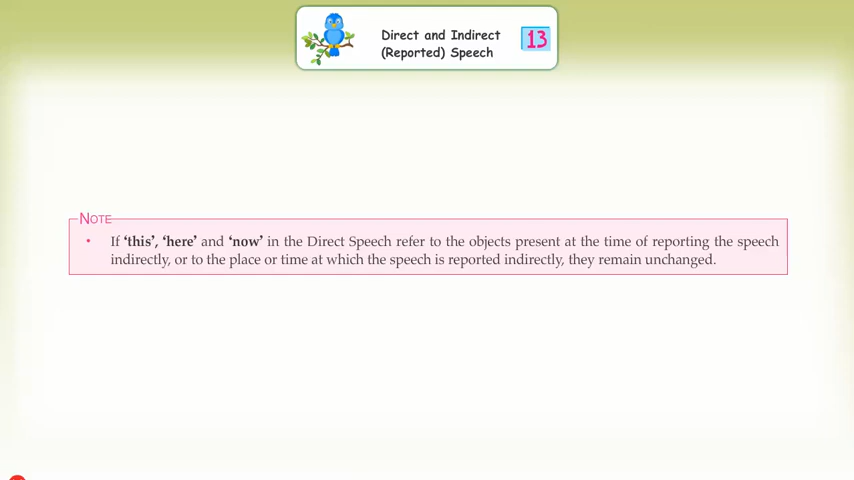 Direct and Indirect
(Reported) Speech
13
NOTE
• If ‘this’, ‘here’ and ‘now’ in the Direct Speech refer to the objects present at the time of reporting the speech
indirectly, or to the place or time at which the speech is reported indirectly, they remain unchanged.